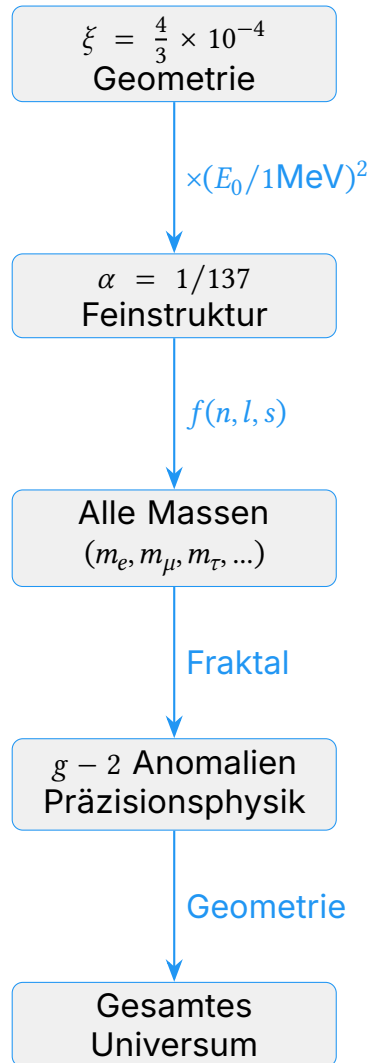 ξ = 4/3 × 10⁻⁴
Geometrie
×(E₀/1MeV)²
α = 1/137
Feinstruktur
f(n, l, s)
Alle Massen
(mₑ, m_μ, m_τ, ...)
Fraktal
g − 2 Anomalien
Präzisionsphysik
Geometrie
Gesamtes
Universum